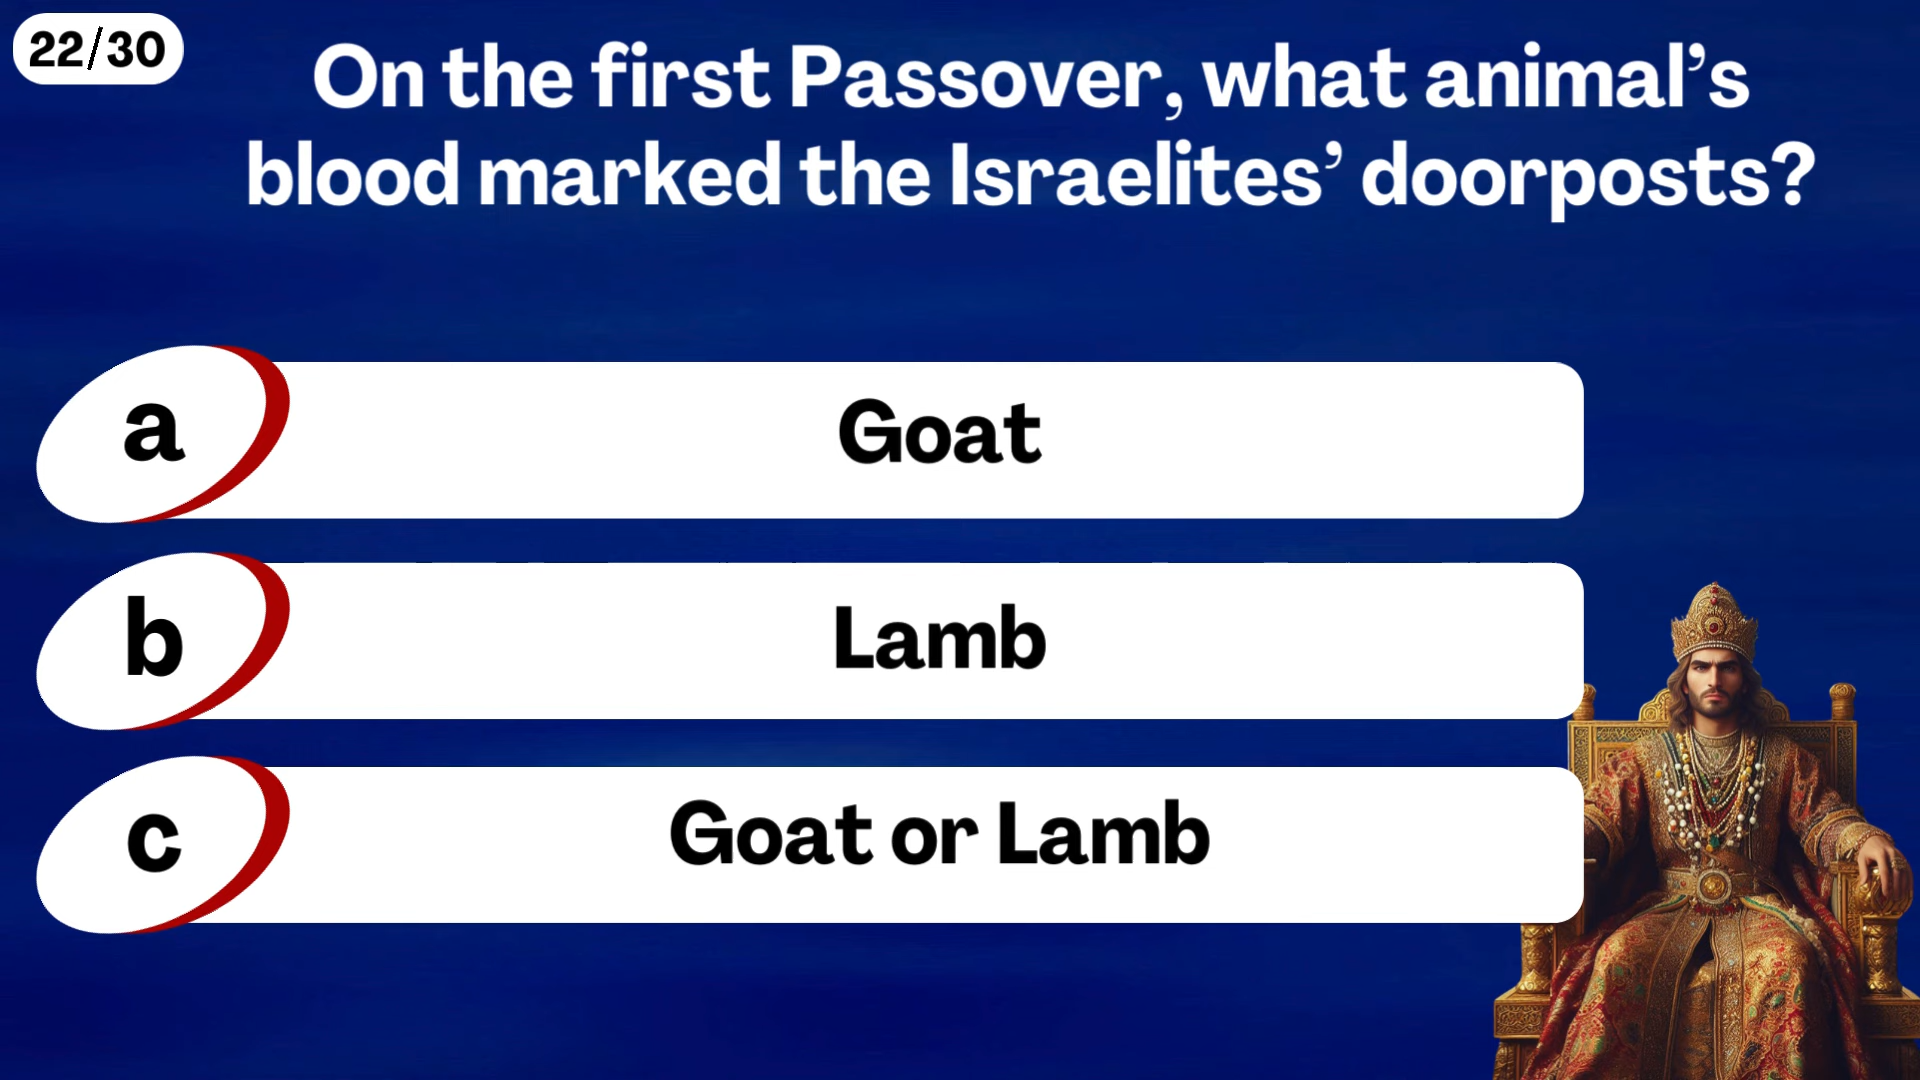 22/30
On the first Passover, what animal’s
blood marked the Israelites’ doorposts?
a
Goat
b
Lamb
c
Goat or Lamb